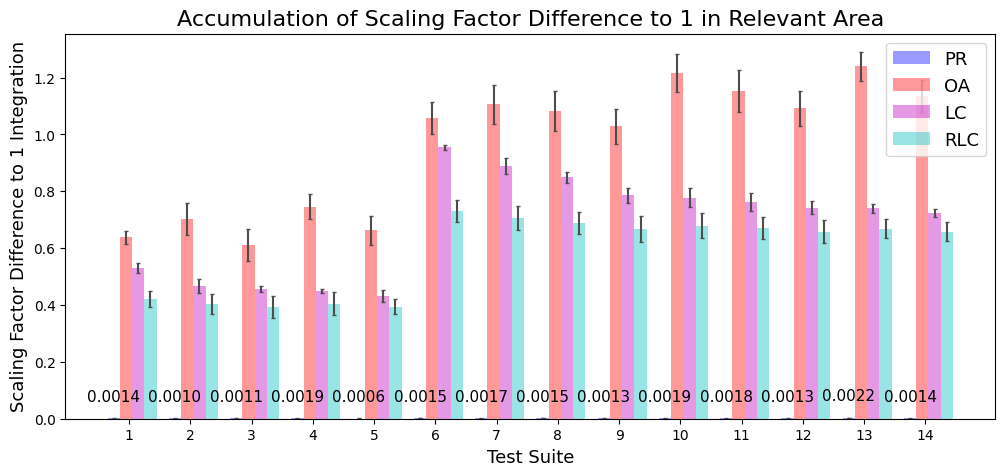 Accumulation of Scaling Factor Difference to 1 in Relevant Area
Scaling Factor Difference to 1 Integration
1.2
1.0
0.8
0.6
0.4
0.2
0.0
PR
OA
LC
RLC
0.0014 0.0010 0.0011 0.0019 0.0006 0.0015 0.0017 0.0015 0.0013 0.0019 0.0018 0.0013 0.0022 0.0014
1 2 3 4 5 6 7 8 9 10 11 12 13 14
Test Suite